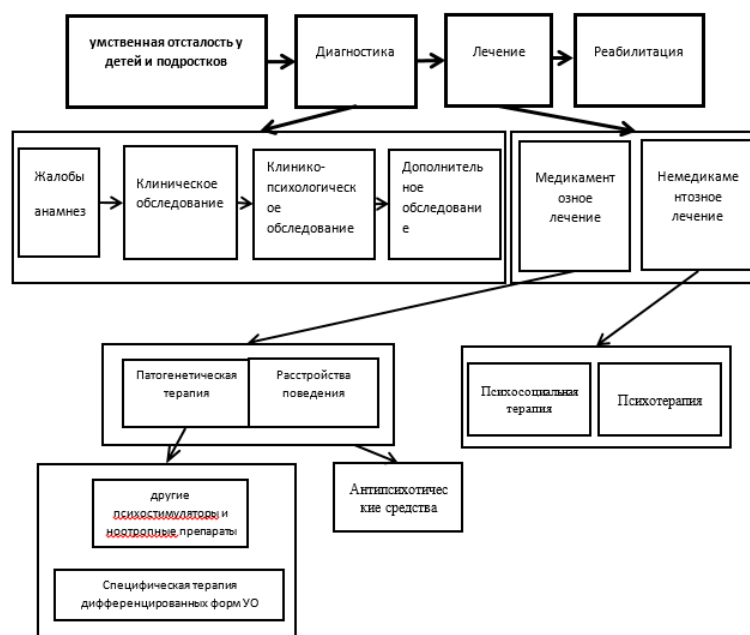 умственная отсталость у
детей и подростков
Диагностика
Лечение
Реабилитация
Жалобы
анамнез
Клиническое
обследование
Клинико-
психологическ
ое
обследование
Дополнитель
ное
обследовани
е
Медикамент
озное
лечение
Немедикаме
нтозное
лечение
Патогенетическая
терапия
Расстройства
поведения
Психосоциальная
терапия
Психотерапия
другие
психостимуляторы и
ноотропные препараты
Антипсихотичес
кие средства
Специфическая терапия
дифференцированных форм УО